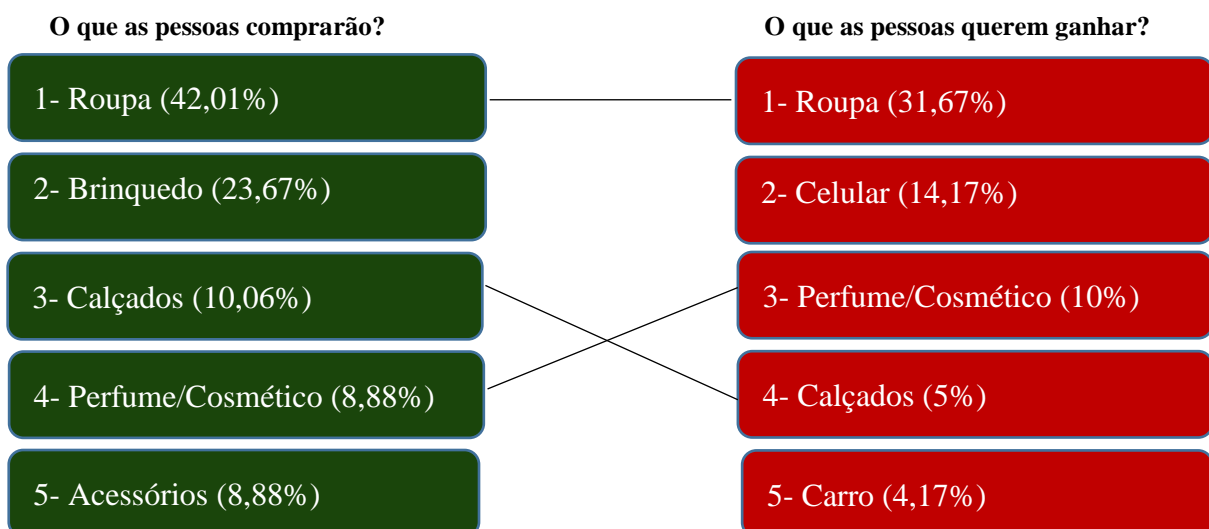 O que as pessoas comprarão?
1- Roupa (42,01%)
2- Brinquedo (23,67%)
3- Calçados (10,06%)
4- Perfume/Cosmético (8,88%)
5- Acessórios (8,88%)
O que as pessoas querem ganhar?
1- Roupa (31,67%)
2- Celular (14,17%)
3- Perfume/Cosmético (10%)
4- Calçados (5%)
5- Carro (4,17%)